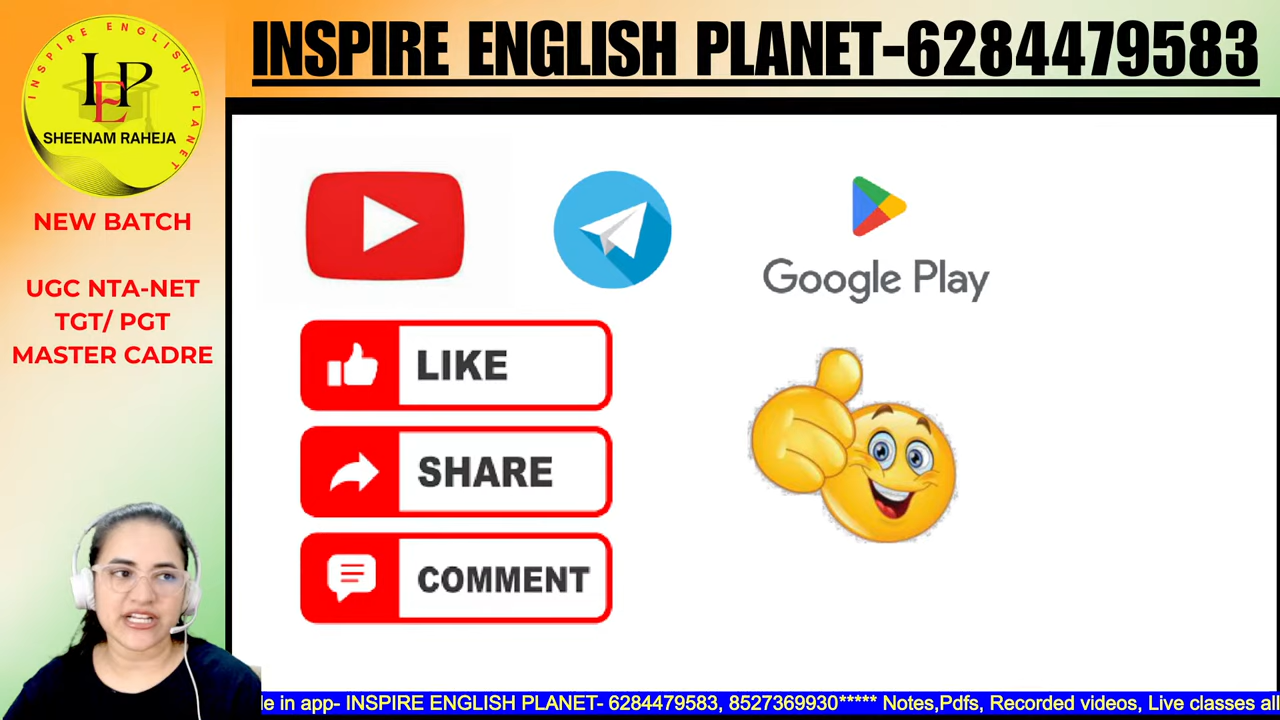 INSPIRE ENGLISH PLANET-6284479583
INSPIRE ENGLISH PLANET
IEP
SHEENAM RAHEJA
NEW BATCH
UGC NTA-NET
TGT/ PGT
MASTER CADRE
Google Play
LIKE
SHARE
COMMENT
in app- INSPIRE ENGLISH PLANET- 6284479583, 8527369930***** Notes,Pdfs, Recorded videos, Live classes all